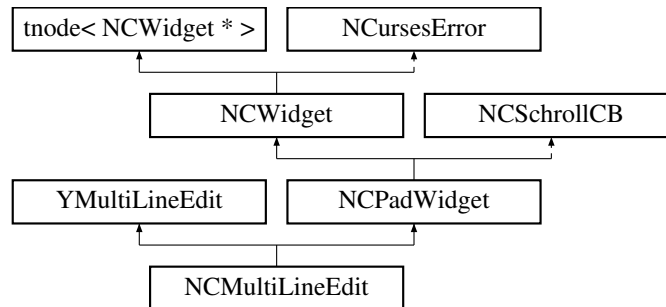 tnode< NCWidget * >
NCursesError
NCWidget
NCSchrollCB
YMultiLineEdit
NCPadWidget
NCMultiLineEdit